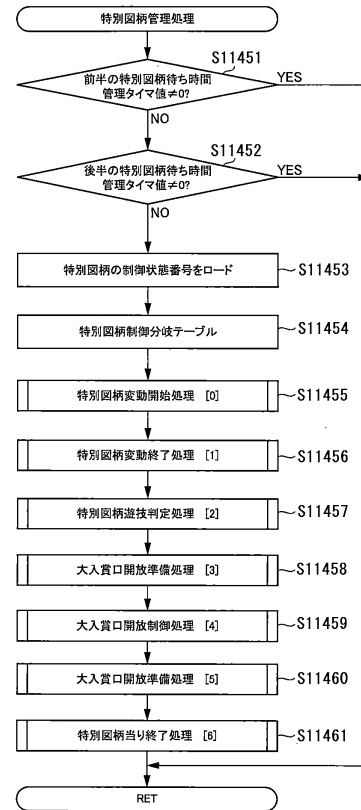 特別図柄管理処理
S11451
前半の特別図柄待ち時間
管理タイマ値≠0?
YES
NO
S11452
後半の特別図柄待ち時間
管理タイマ値≠0?
YES
NO
特別図柄の制御状態番号をロード
S11453
特別図柄制御分岐テーブル
S11454
特別図柄変動開始処理 [0]
S11455
特別図柄変動終了処理 [1]
S11456
特別図柄遊技判定処理 [2]
S11457
大入賞口開放準備処理 [3]
S11458
大入賞口開放制御処理 [4]
S11459
大入賞口開放準備処理 [5]
S11460
特別図柄当り終了処理 [6]
S11461
RET